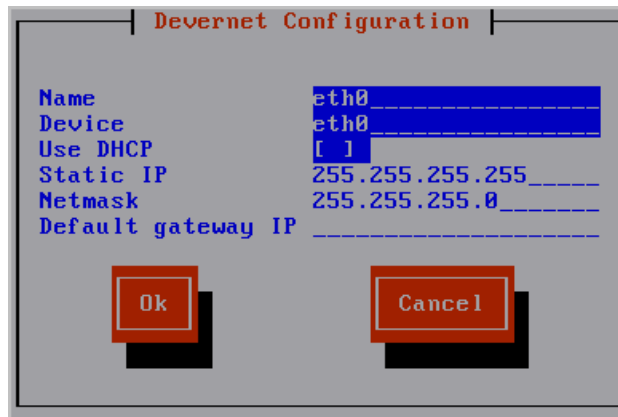 Devernet Configuration
Name eth0
Device eth0
Use DHCP [ ]
Static IP 255.255.255.255
Netmask 255.255.255.0
Default gateway IP
Ok Cancel